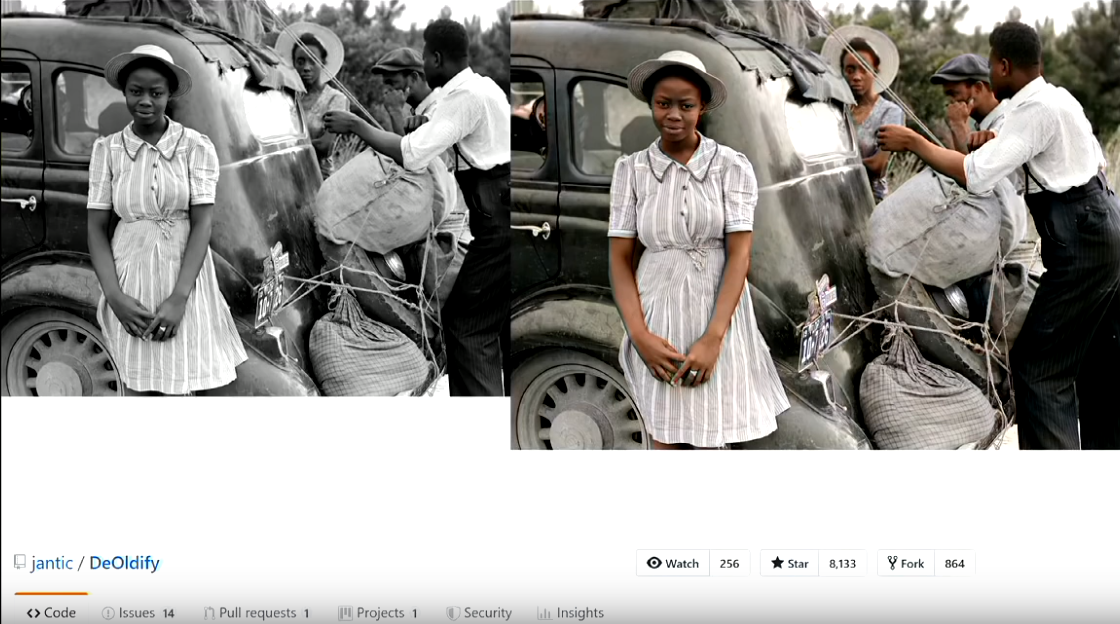 jantic / DeOldify
Watch 256 Star 8,133 Fork 864
Code Issues 14 Pull requests 1 Projects 1 Security Insights